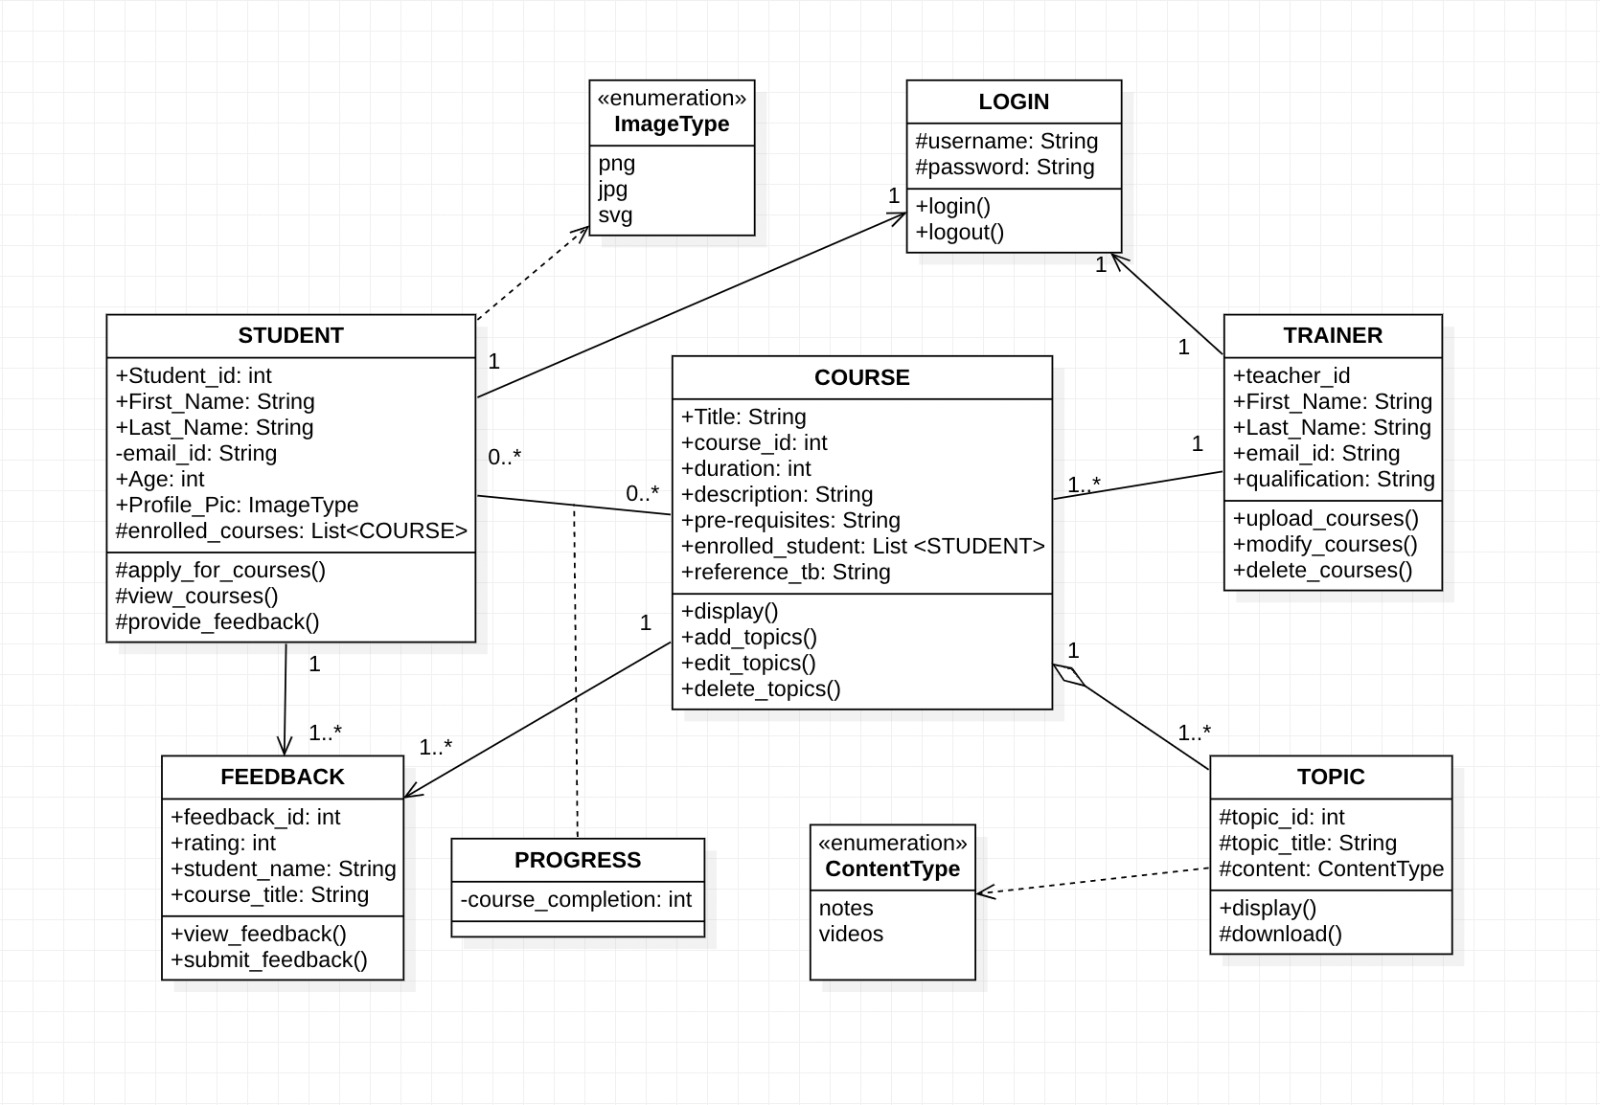 «enumeration»
ImageType
png
jpg
svg
LOGIN
#username: String
#password: String
+login()
+logout()
1
1
STUDENT
+Student_id: int
+First_Name: String
+Last_Name: String
-email_id: String
+Age: int
+Profile_Pic: ImageType
#enrolled_courses: List<COURSE>
#apply_for_courses()
#view_courses()
#provide_feedback()
1
0..*
0..*
COURSE
+Title: String
+course_id: int
+duration: int
+description: String
+pre-requisites: String
+enrolled_student: List <STUDENT>
+reference_tb: String
+display()
+add_topics()
+edit_topics()
+delete_topics()
1
1
1..*
TRAINER
+teacher_id
+First_Name: String
+Last_Name: String
+email_id: String
+qualification: String
+upload_courses()
+modify_courses()
+delete_courses()
1
1
1..*
1..*
1
1..*
FEEDBACK
+feedback_id: int
+rating: int
+student_name: String
+course_title: String
+view_feedback()
+submit_feedback()
PROGRESS
-course_completion: int
«enumeration»
ContentType
notes
videos
TOPIC
#topic_id: int
#topic_title: String
#content: ContentType
+display()
#download()